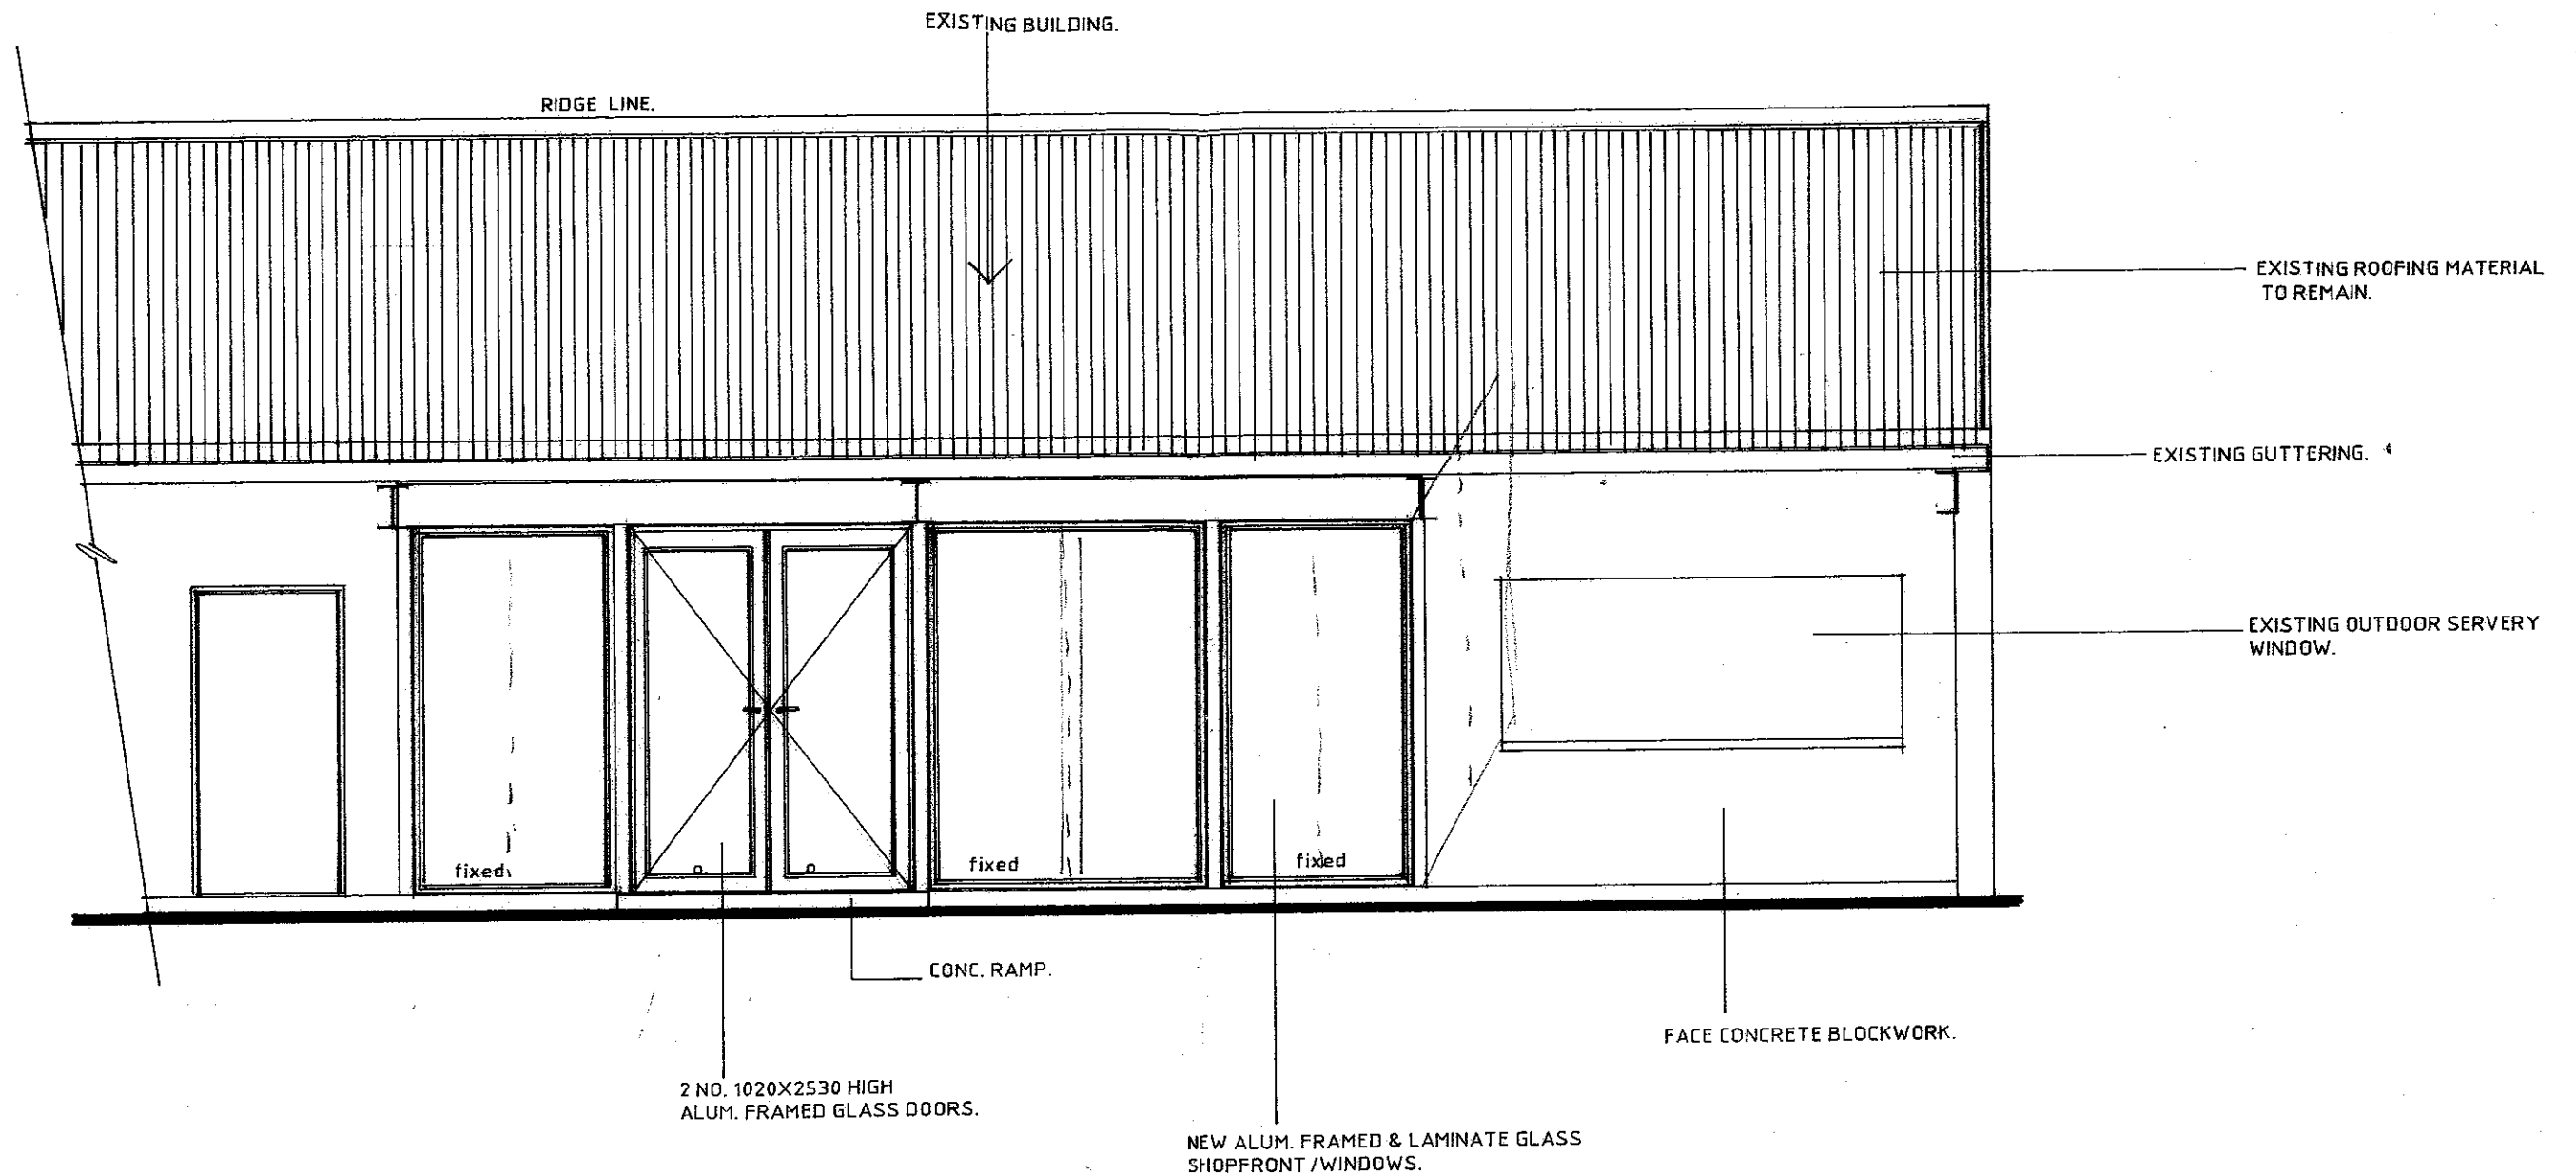 EXISTING BUILDING.
RIDGE LINE.
EXISTING ROOFING MATERIAL
TO REMAIN.
EXISTING GUTTERING.
EXISTING OUTDOOR SERVERY
WINDOW.
fixed
fixed
fixed
CONC. RAMP.
FACE CONCRETE BLOCKWORK.
2 NO. 1020X2530 HIGH
ALUM. FRAMED GLASS DOORS.
NEW ALUM. FRAMED & LAMINATE GLASS
SHOPFRONT /WINDOWS.